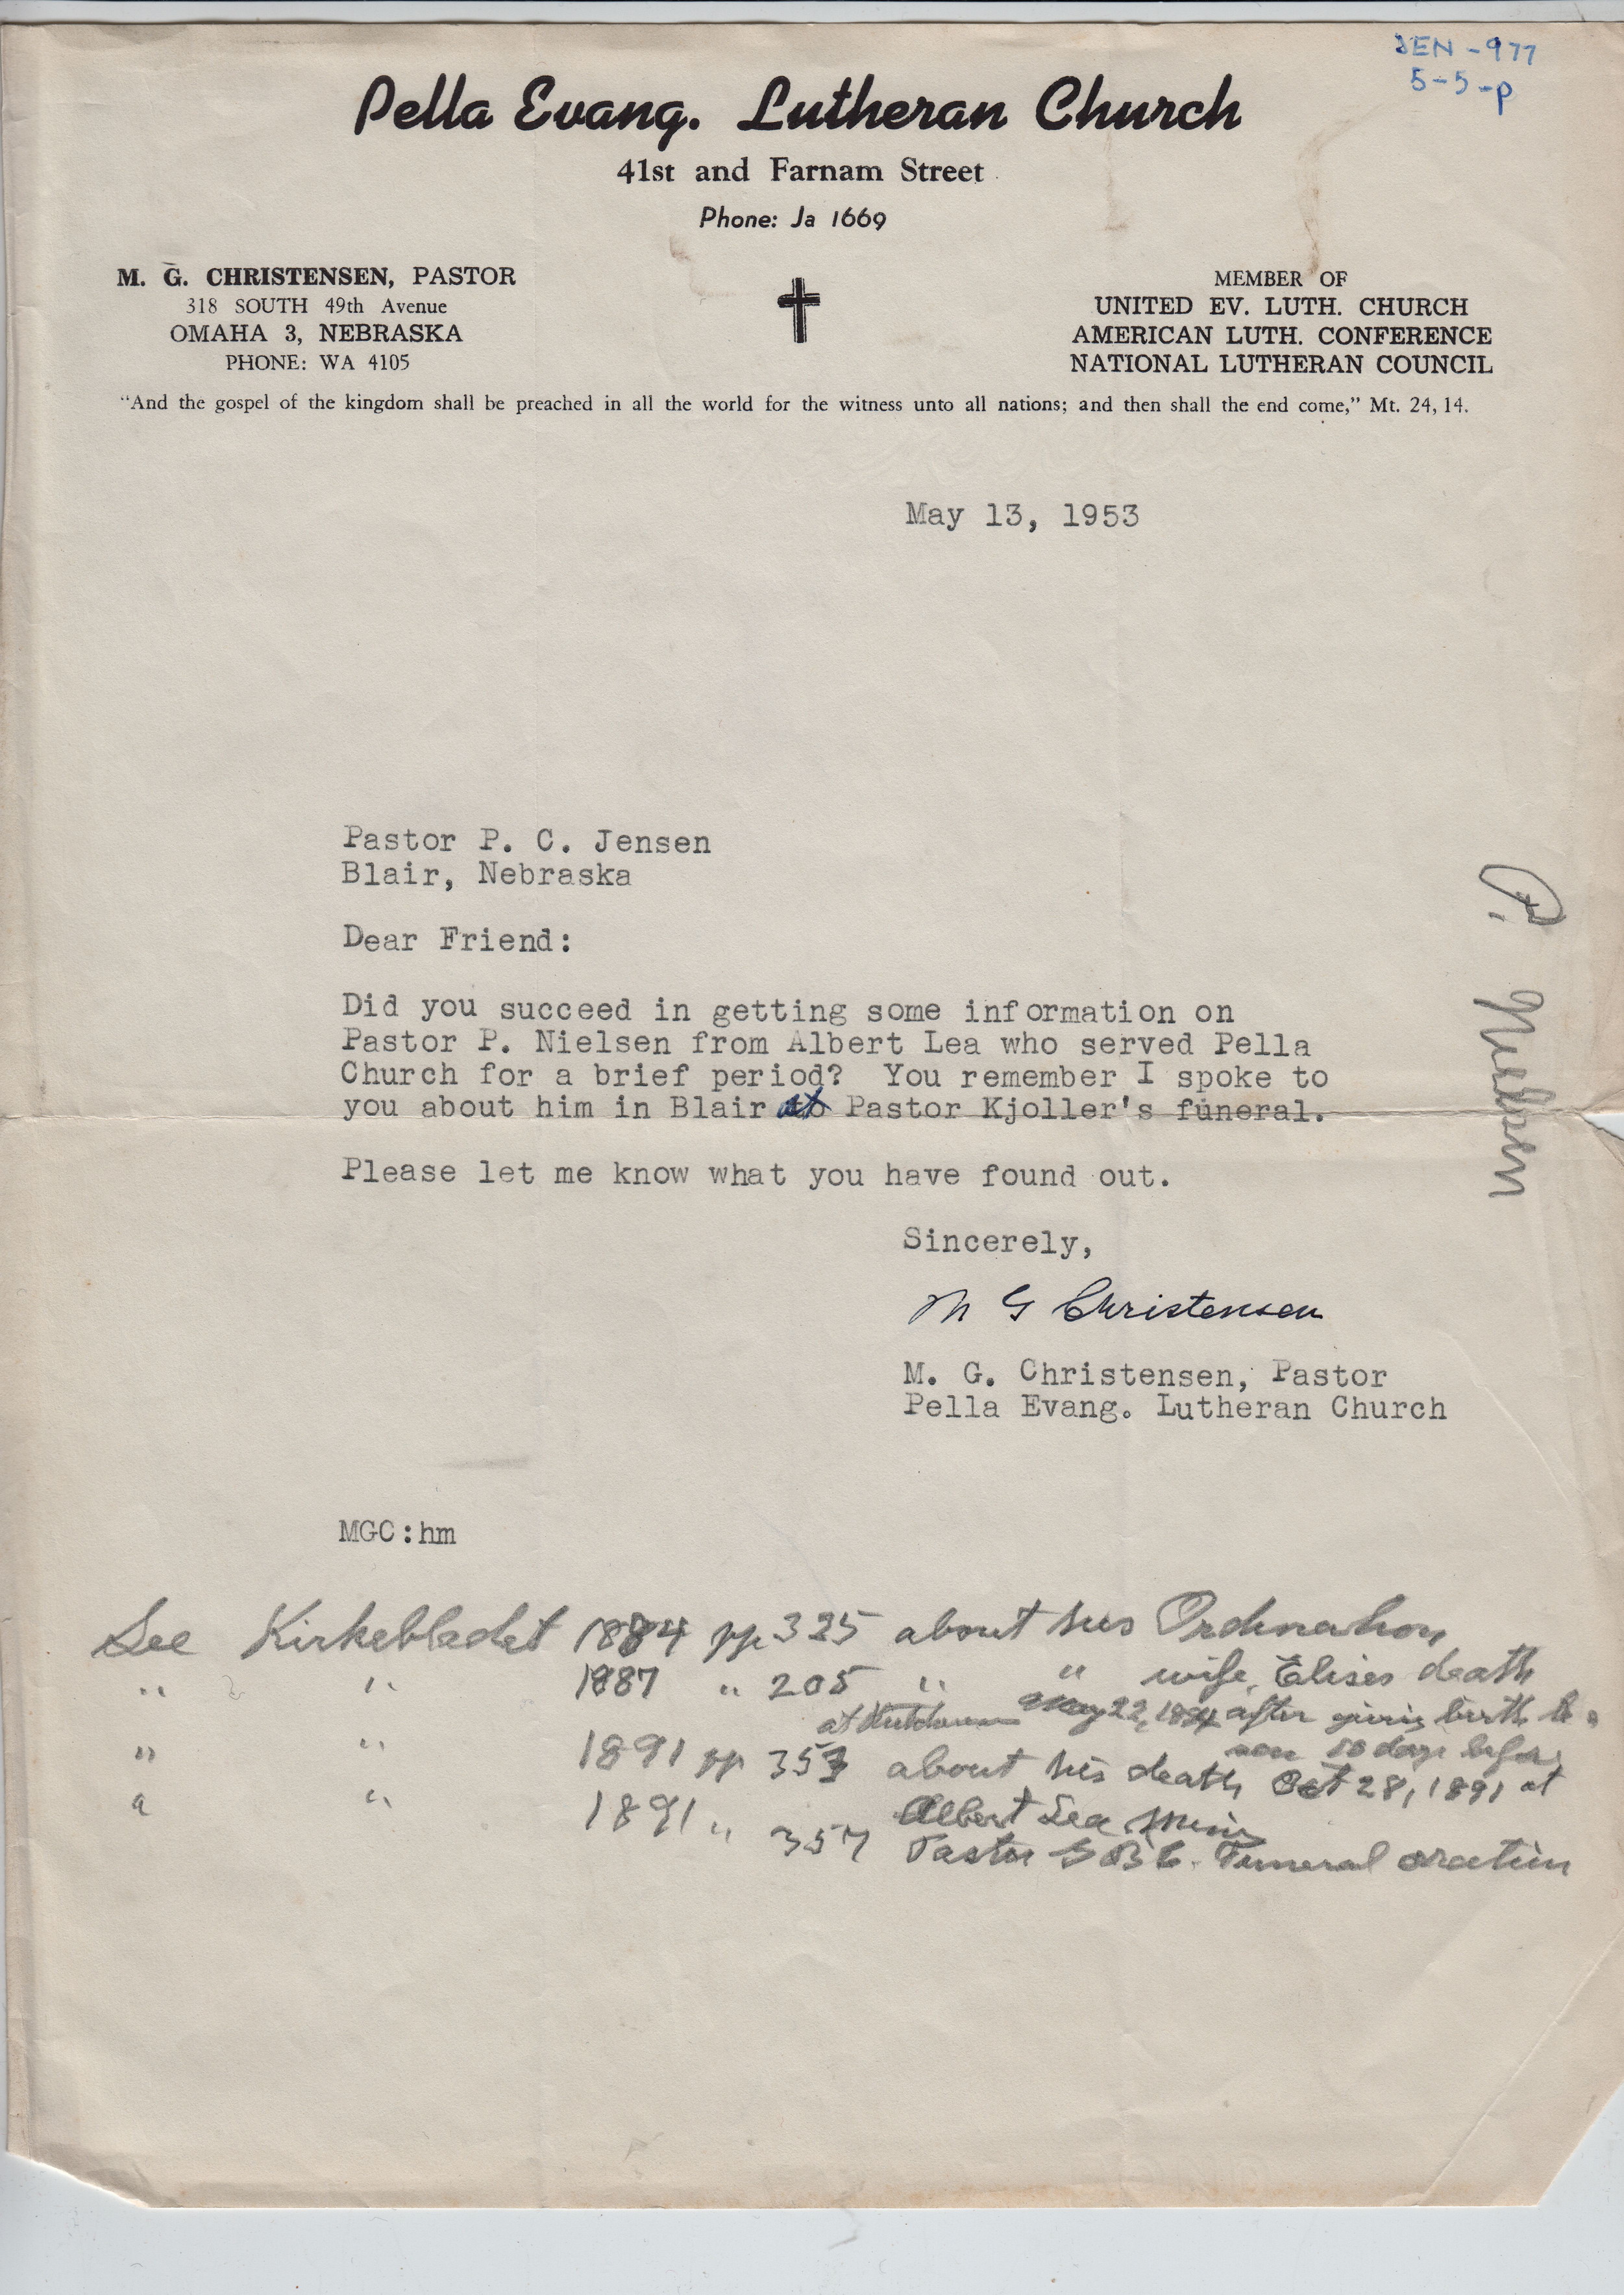 JEN-977
5-5-p
Pella Evang. Lutheran Church
41st and Farnam Street
Phone: Ja 1669
M. G. CHRISTENSEN, PASTOR
318 SOUTH 49th Avenue
OMAHA 3, NEBRASKA
PHONE: WA 4105
MEMBER OF
UNITED EV. LUTH. CHURCH
AMERICAN LUTH. CONFERENCE
NATIONAL LUTHERAN COUNCIL
"And the gospel of the kingdom shall be preached in all the world for the witness unto all nations; and then shall the end come," Mt. 24, 14.
May 13, 1953
Pastor P. C. Jensen
Blair, Nebraska
Dear Friend:
Did you succeed in getting some information on
Pastor P. Nielsen from Albert Lea who served Pella
Church for a brief period? You remember I spoke to
you about him in Blair at Pastor Kjoller's funeral.
Please let me know what you have found out.
P. Nielsen
Sincerely,
M G Christensen
M. G. Christensen, Pastor
Pella Evang. Lutheran Church
MGC:hm
See Kirkebladet 1884 pp 325 about his Ordination
" " 1887 " 205 " " wife, Elises death
at May 22, after giving birth to a
son 10 days before
" " 1891 pp 353 about his death Oct 28, 1891 at
Albert Lea Minn
" " 1891 " 357 Pastor G B C. Funeral oration